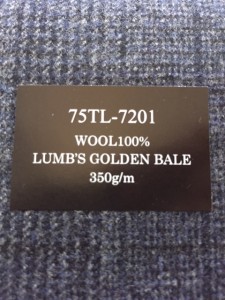 75TL-7201
WOOL100%
LUMB'S GOLDEN BALE
350g/m